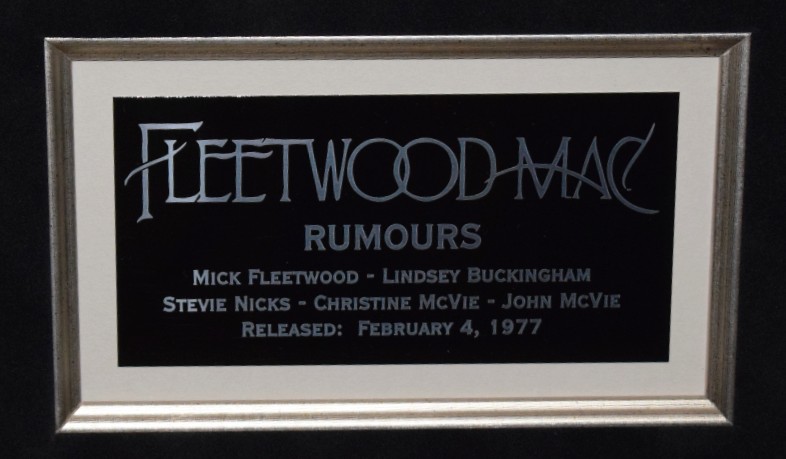 FLEETWOOD MAC
RUMOURS
MICK FLEETWOOD - LINDSEY BUCKINGHAM
STEVIE NICKS - CHRISTINE MCVIE - JOHN MCVIE
RELEASED: FEBRUARY 4, 1977